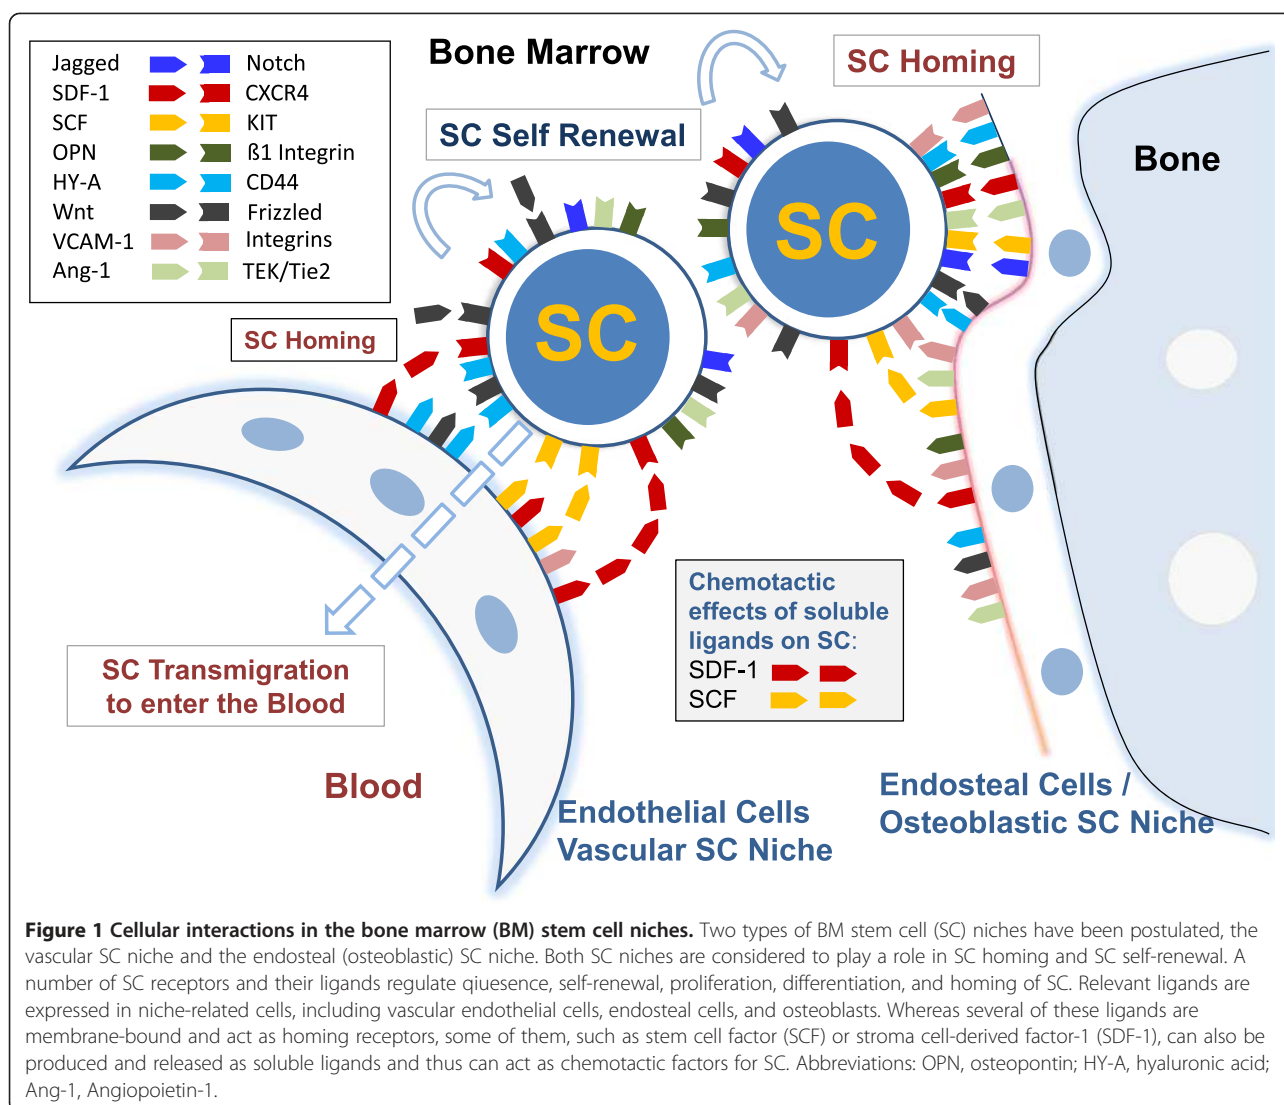 Bone Marrow
Jagged Notch
SDF-1 CXCR4
SCF KIT
OPN ß1 Integrin
HY-A CD44
Wnt Frizzled
VCAM-1 Integrins
Ang-1 TEK/Tie2
SC Self Renewal
SC Homing
Bone
SC
SC
SC Homing
Chemotactic
effects of soluble
ligands on SC:
SDF-1
SCF
SC Transmigration
to enter the Blood
Blood
Endothelial Cells
Vascular SC Niche
Endosteal Cells /
Osteoblastic SC Niche
Figure 1 Cellular interactions in the bone marrow (BM) stem cell niches. Two types of BM stem cell (SC) niches have been postulated, the
vascular SC niche and the endosteal (osteoblastic) SC niche. Both SC niches are considered to play a role in SC homing and SC self-renewal. A
number of SC receptors and their ligands regulate qiuesence, self-renewal, proliferation, differentiation, and homing of SC. Relevant ligands are
expressed in niche-related cells, including vascular endothelial cells, endosteal cells, and osteoblasts. Whereas several of these ligands are
membrane-bound and act as homing receptors, some of them, such as stem cell factor (SCF) or stroma cell-derived factor-1 (SDF-1), can also be
produced and released as soluble ligands and thus can act as chemotactic factors for SC. Abbreviations: OPN, osteopontin; HY-A, hyaluronic acid;
Ang-1, Angiopoietin-1.